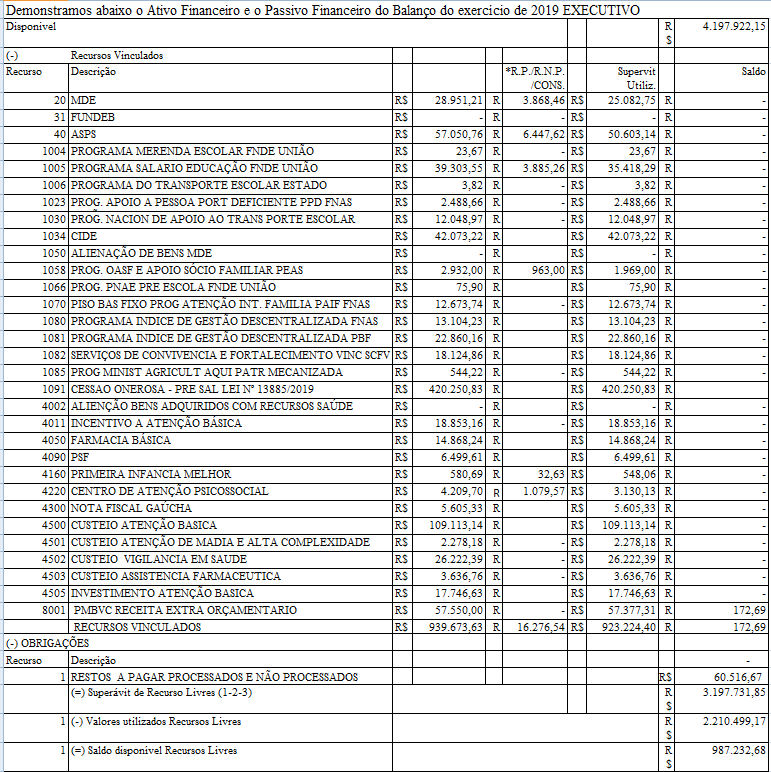 Demonstramos abaixo o Ativo Financeiro e o Passivo Financeiro do Balanço do exercicio de 2019 EXECUTIVO
Disponivel R$ 4.197.922,15
(-) Recursos Vinculados
Recurso Descrição *R.P./R.N.P./CONS. Supervit Utiliz. Saldo
20 MDE R$ 28.951,21 R 3.868,46 R$ 25.082,75 R -
31 FUNDEB R$ - R - R$ - R -
40 ASPS R$ 57.050,76 R 6.447,62 R$ 50.603,14 R -
1004 PROGRAMA MERENDA ESCOLAR FNDE UNIÃO R$ 23,67 R - R$ 23,67 R -
1005 PROGRAMA SALARIO EDUCAÇÃO FNDE UNIÃO R$ 39.303,55 R 3.885,26 R$ 35.418,29 R -
1006 PROGRAMA DO TRANSPORTE ESCOLAR ESTADO R$ 3,82 R - R$ 3,82 R -
1023 PROG. APOIO A PESSOA PORT DEFICIENTE PPD FNAS R$ 2.488,66 R - R$ 2.488,66 R -
1030 PROG. NACION DE APOIO AO TRANS PORTE ESCOLAR R$ 12.048,97 R - R$ 12.048,97 R -
1034 CIDE R$ 42.073,22 R R$ 42.073,22 R -
1050 ALIENAÇÃO DE BENS MDE R$ - R R$ - R -
1058 PROG. OASF E APOIO SÓCIO FAMILIAR PEAS R$ 2.932,00 R 963,00 R$ 1.969,00 R -
1066 PROG. PNAE PRE ESCOLA FNDE UNIÃO R$ 75,90 R R$ 75,90 R -
1070 PISO BAS FIXO PROG ATENÇÃO INT. FAMILIA PAIF FNAS R$ 12.673,74 R - R$ 12.673,74 R -
1080 PROGRAMA INDICE DE GESTÃO DESCENTRALIZADA FNAS R$ 13.104,23 R R$ 13.104,23 R -
1081 PROGRAMA INDICE DE GESTÃO DESCENTRALIZADA PBF R$ 22.860,16 R R$ 22.860,16 R -
1082 SERVIÇOS DE CONVIVENCIA E FORTALECIMENTO VINC SCFV R$ 18.124,86 R R$ 18.124,86 R -
1085 PROG MINIST AGRICULT AQUI PATR MECANIZADA R$ 544,22 R - R$ 544,22 R -
1091 CESSAO ONEROSA - PRE SAL LEI Nº 13885/2019 R$ 420.250,83 R R$ 420.250,83 R -
4002 ALIENÇÃO BENS ADQUIRIDOS COM RECURSOS SAÚDE R$ - R R$ - R -
4011 INCENTIVO A ATENÇÃO BÁSICA R$ 18.853,16 R - R$ 18.853,16 R -
4050 FARMACIA BÁSICA R$ 14.868,24 R R$ 14.868,24 R -
4090 PSF R$ 6.499,61 R R$ 6.499,61 R -
4160 PRIMEIRA INFANCIA MELHOR R$ 580,69 R 32,63 R$ 548,06 R -
4220 CENTRO DE ATENÇÃO PSICOSSOCIAL R$ 4.209,70 R 1.079,57 R$ 3.130,13 R -
4300 NOTA FISCAL GAÚCHA R$ 5.605,33 R R$ 5.605,33 R -
4500 CUSTEIO ATENÇÃO BASICA R$ 109.113,14 R R$ 109.113,14 R -
4501 CUSTEIO ATENÇÃO DE MADIA E ALTA COMPLEXIDADE R$ 2.278,18 R - R$ 2.278,18 R -
4502 CUSTEIO VIGILANCIA EM SAUDE R$ 26.222,39 R R$ 26.222,39 R -
4503 CUSTEIO ASSISTENCIA FARMACEUTICA R$ 3.636,76 R - R$ 3.636,76 R -
4505 INVESTIMENTO ATENÇÃO BASICA R$ 17.746,63 R R$ 17.746,63 R -
8001 PMBVC RECEITA EXTRA ORÇAMENTARIO R$ 57.550,00 R - R$ 57.377,31 R 172,69
RECURSOS VINCULADOS R$ 939.673,63 R 16.276,54 R$ 923.224,40 R 172,69
(-) OBRIGAÇÕES
Recurso Descrição -
1 RESTOS A PAGAR PROCESSADOS E NÃO PROCESSADOS R$ 60.516,67
(=) Superávit de Recurso Livres (1-2-3) R$ 3.197.731,85
1 (-) Valores utilizados Recursos Livres R$ 2.210.499,17
1 (=) Saldo disponivel Recursos Livres R$ 987.232,68